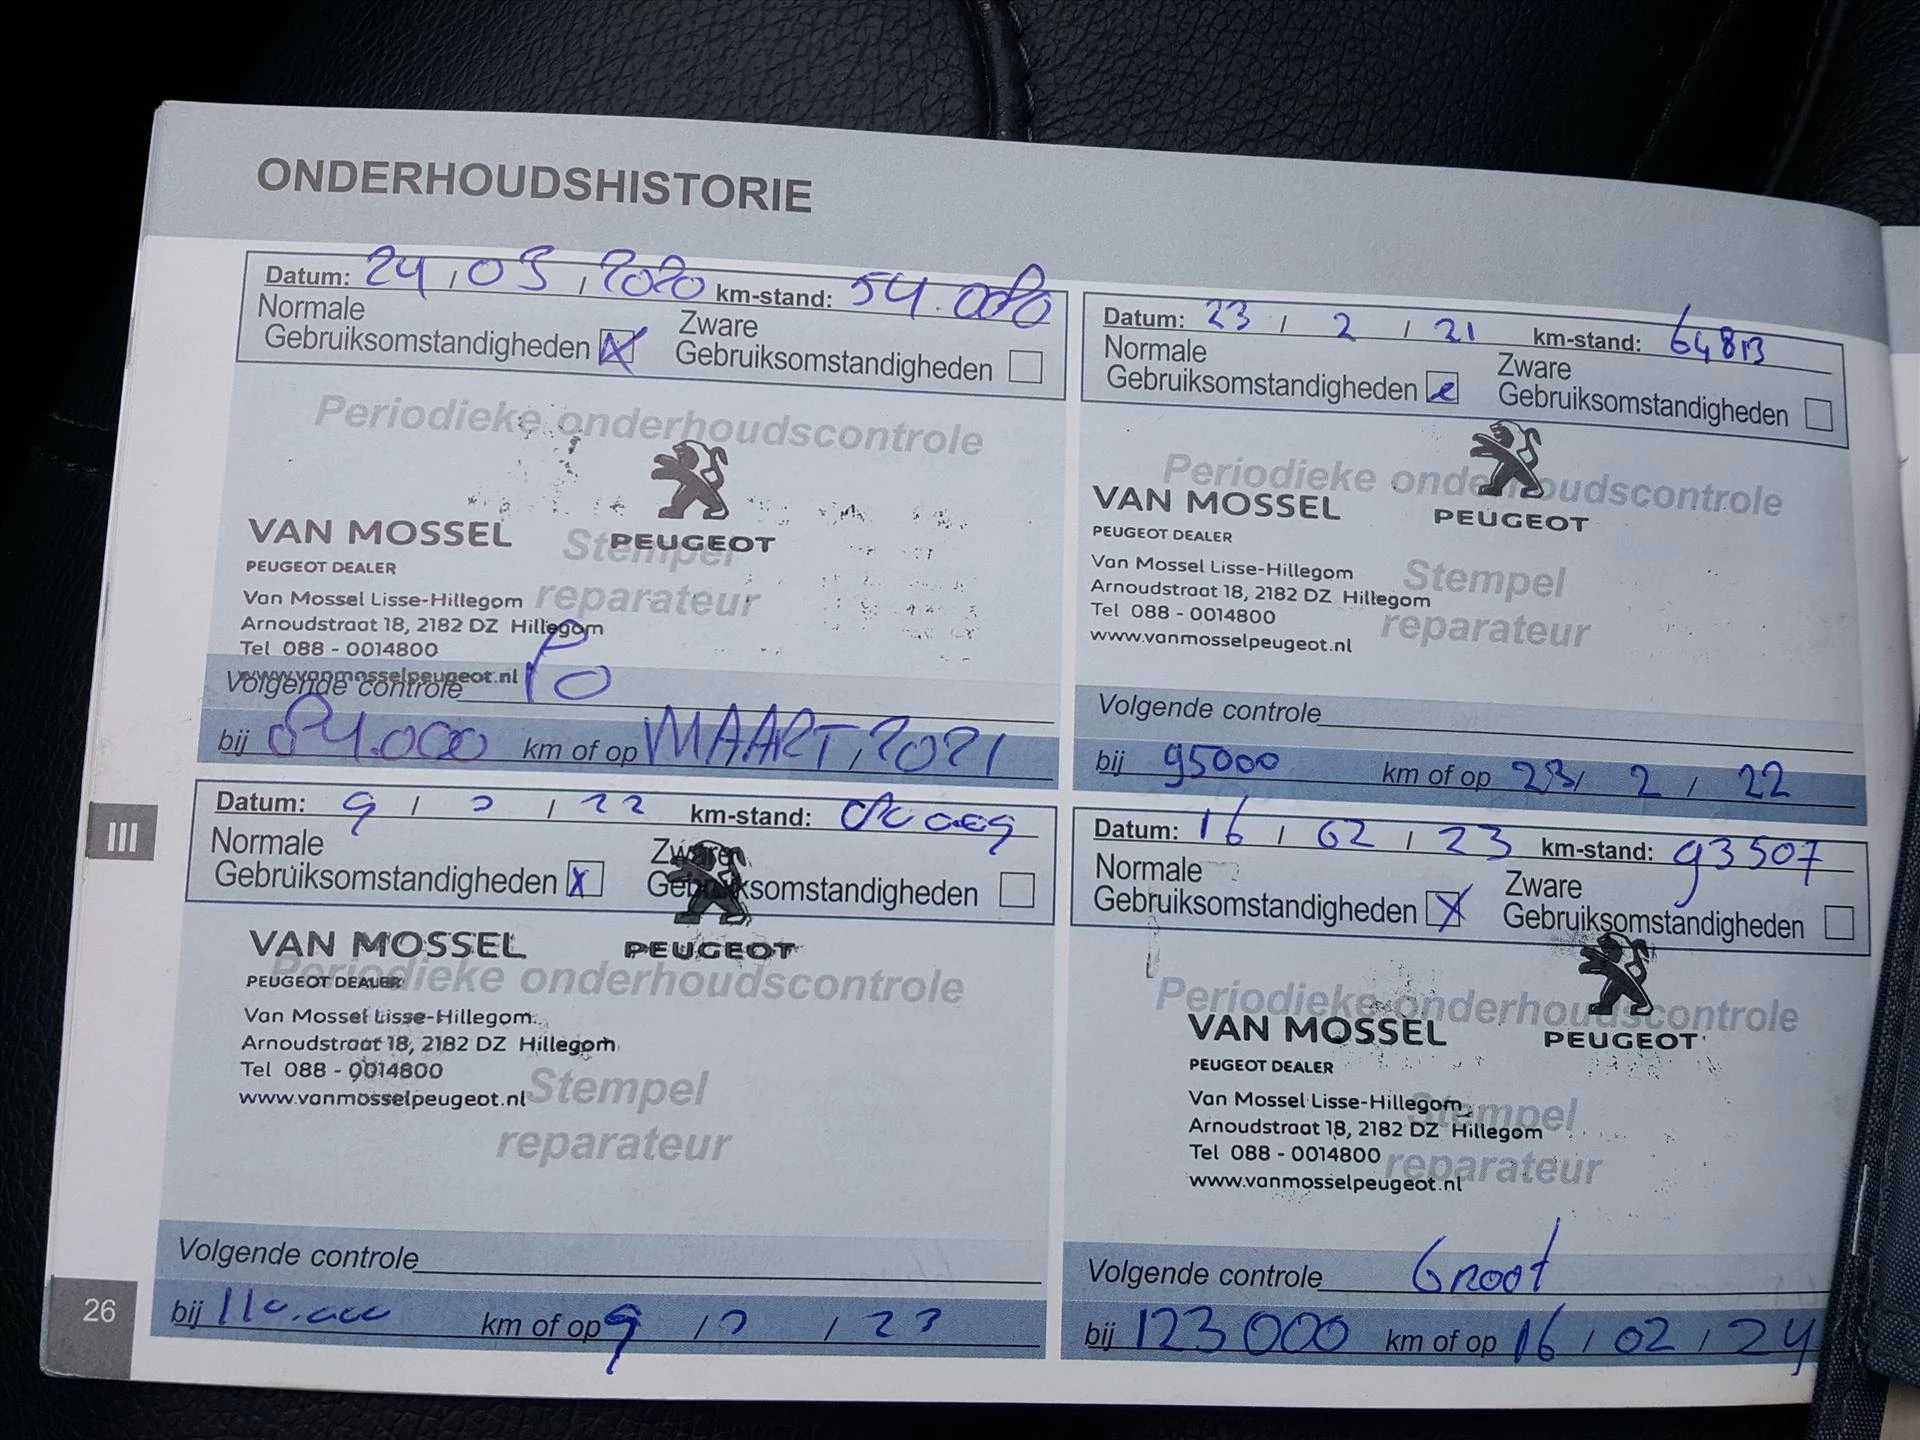 ONDERHOUDSHISTORIE
Datum: 24 / 03 / 2020 km-stand: 54.080
Normale
Gebruiksomstandigheden
Zware
Gebruiksomstandigheden
Periodieke onderhoudscontrole
VAN MOSSEL
PEUGEOT
PEUGEOT DEALER
Stempel
reparateur
Van Mossel Lisse-Hillegom
Arnoudstraat 18, 2182 DZ Hillegom
Tel 088 - 0014800
www.vanmosselpeugeot.nl
Volgende controle
bij 84.000 km of op MAART, 2021
Datum: 23 / 2 / 21 km-stand:
Normale
Gebruiksomstandigheden
Zware
Gebruiksomstandigheden
Periodieke onderhoudscontrole
VAN MOSSEL
PEUGEOT
PEUGEOT DEALER
Van Mossel Lisse-Hillegom
Arnoudstraat 18, 2182 DZ Hillegom
Tel 088 - 0014800
www.vanmosselpeugeot.nl
Stempel
reparateur
Volgende controle
bij 95000 km of op 23 / 2 / 22
III
Datum: 9 / 2 / 22 km-stand:
Normale
Gebruiksomstandigheden X
Zware
Gebruiksomstandigheden
VAN MOSSEL
PEUGEOT
Periodieke onderhoudscontrole
PEUGEOT DEALER
Van Mossel Lisse-Hillegom
Arnoudstraat 18, 2182 DZ Hillegom
Tel 088 - 0014800
www.vanmosselpeugeot.nl
Stempel
reparateur
Volgende controle
bij 110.000 km of op 9 / 2 / 23
Datum: 16 / 02 / 23 km-stand: 93507
Normale
Gebruiksomstandigheden X
Zware
Gebruiksomstandigheden
Periodieke onderhoudscontrole
VAN MOSSEL
PEUGEOT
PEUGEOT DEALER
Van Mossel Lisse-Hillegom
Arnoudstraat 18, 2182 DZ Hillegom
Tel 088 - 0014800
www.vanmosselpeugeot.nl
Stempel
reparateur
Volgende controle Groot
bij 123000 km of op 16 / 02 / 24
26